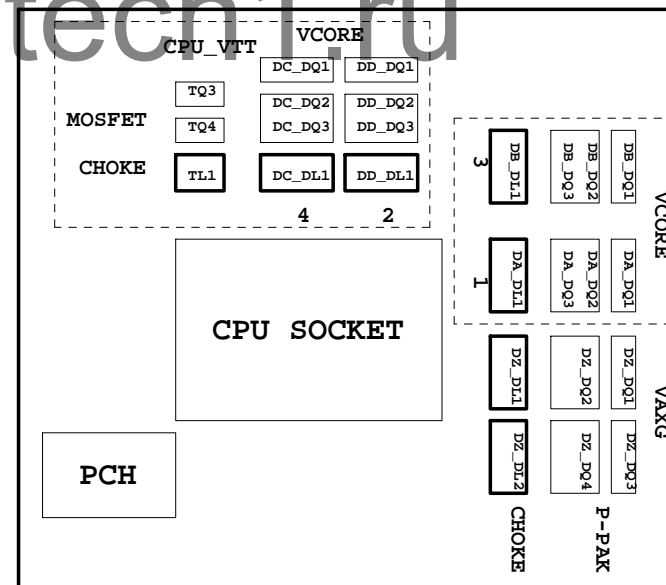 tech1.ru
CPU_VTT
VCORE
DC_DQ1
DD_DQ1
TQ3
DC_DQ2
DC_DQ3
DD_DQ2
DD_DQ3
MOSFET
TQ4
CHOKE
TL1
DC_DL1
DD_DL1
4
2
3
DB_DL1
DB_DQ3
DB_DQ2
DB_DQ1
VCORE
1
DA_DL1
DA_DQ3
DA_DQ2
DA_DQ1
CPU SOCKET
DZ_DL1
DZ_DQ2
DZ_DQ1
VAXG
DZ_DL2
DZ_DQ4
DZ_DQ3
PCH
CHOKE
P-PAK